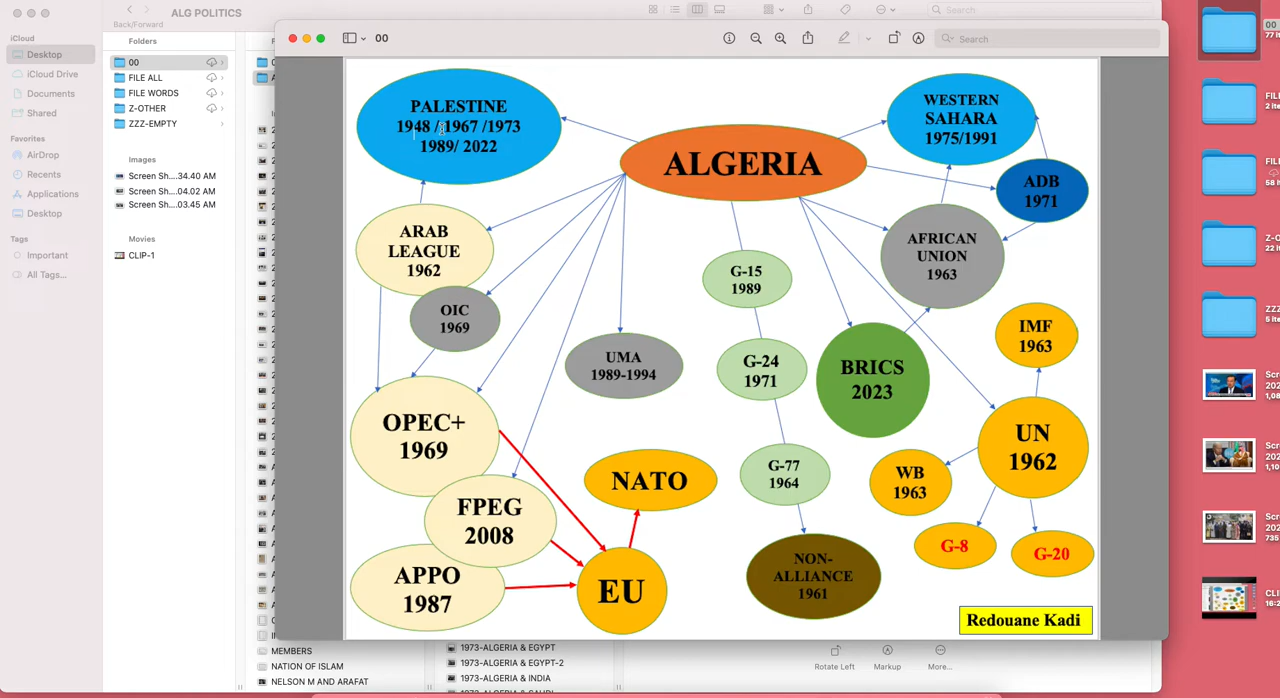 ALG POLITICS
Back/Forward
Search
iCloud
Desktop
iCloud Drive
Documents
Shared
Favorites
AirDrop
Recents
Applications
Desktop
Tags
Important
All Tags...
Folders
00
FILE ALL
FILE WORDS
Z-OTHER
ZZZ-EMPTY
Images
Screen Sh....34.40 AM
Screen Sh....04.02 AM
Screen Sh....03.45 AM
Movies
CLIP-1
00
Search
PALESTINE
1948 / 1967 /1973
1989/ 2022
ALGERIA
WESTERN
SAHARA
1975/1991
ADB
1971
ARAB
LEAGUE
1962
AFRICAN
UNION
1963
G-15
1989
OIC
1969
UMA
1989-1994
G-24
1971
BRICS
2023
IMF
1963
OPEC+
1969
NATO
G-77
1964
WB
1963
UN
1962
FPEG
2008
G-8
G-20
APPO
1987
EU
NON-
ALLIANCE
1961
Redouane Kadi
MEMBERS
NATION OF ISLAM
NELSON M AND ARAFAT
1973-ALGERIA & EGYPT
1973-ALGERIA & EGYPT-2
1973-ALGERIA & INDIA
Rotate Left
Markup
More...
00